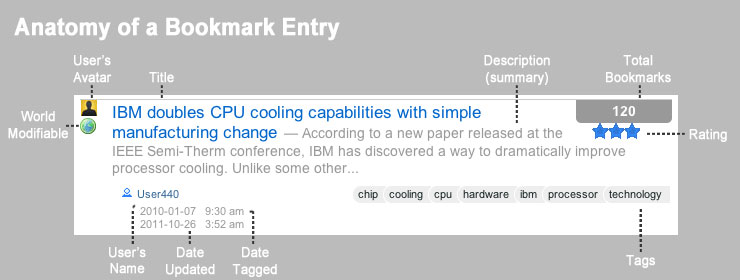 Anatomy of a Bookmark Entry
User's
Avatar
Title
Description
(summary)
Total
Bookmarks
World
Modifiable
IBM doubles CPU cooling capabilities with simple
manufacturing change — According to a new paper released at the
IEEE Semi-Therm conference, IBM has discovered a way to dramatically improve
processor cooling. Unlike some other...
120
Rating
User440
2010-01-07 9:30 am
2011-10-26 3:52 am
chip cooling cpu hardware ibm processor technology
User's
Name
Date
Updated
Date
Tagged
Tags